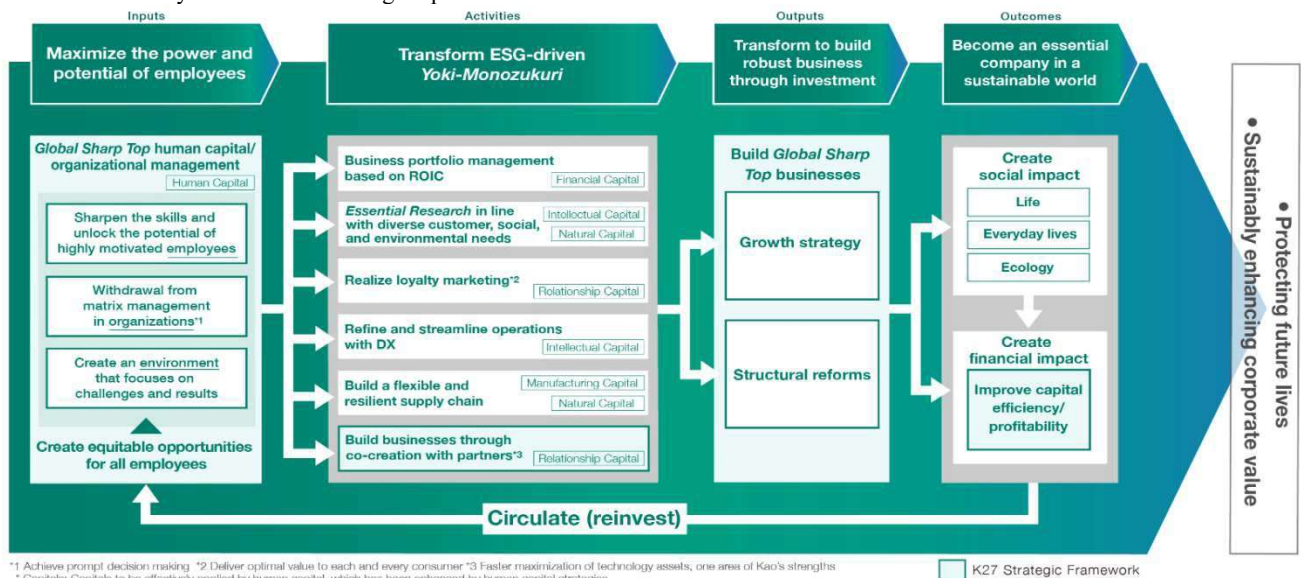 Inputs
Activities
Outputs
Outcomes
Maximize the power and
potential of employees
Transform ESG-driven
Yoki-Monozukuri
Transform to build
robust business
through investment
Become an essential
company in a
sustainable world
Global Sharp Top human capital/
organizational management
Human Capital
Sharpen the skills and
unlock the potential of
highly motivated employees
Withdrawal from
matrix management
in organizations*1
Create an environment
that focuses on
challenges and results
Create equitable opportunities
for all employees
Business portfolio management
based on ROIC
Financial Capital
Essential Research in line
with diverse customer, social,
and environmental needs
Intellectual Capital
Natural Capital
Realize loyalty marketing*2
Relationship Capital
Refine and streamline operations
with DX
Intellectual Capital
Build a flexible and
resilient supply chain
Manufacturing Capital
Natural Capital
Build businesses through
co-creation with partners*3
Relationship Capital
Build Global Sharp
Top businesses
Growth strategy
Structural reforms
Create
social impact
Life
Everyday lives
Ecology
Create
financial impact
Improve capital
efficiency/
profitability
• Protecting future lives
• Sustainably enhancing corporate value
Circulate (reinvest)
*1 Achieve prompt decision making *2 Deliver optimal value to each and every consumer *3 Faster maximization of technology assets, one area of Kao's strengths
K27 Strategic Framework